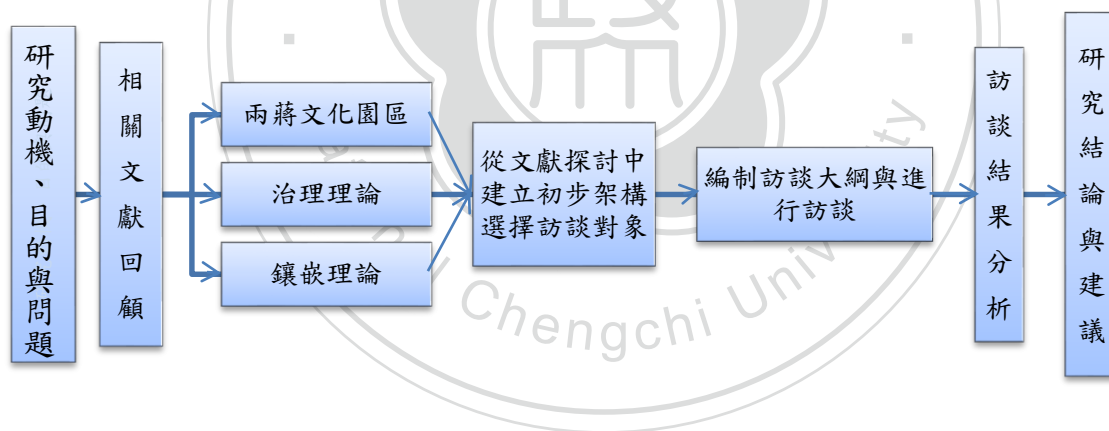 研究動機、目的與問題
相關文獻回顧
兩蔣文化園區
治理理論
鑲嵌理論
從文獻探討中
建立初步架構
選擇訪談對象
編制訪談大綱與進
行訪談
訪談結果分析
研究結論與建議
Chengchi University